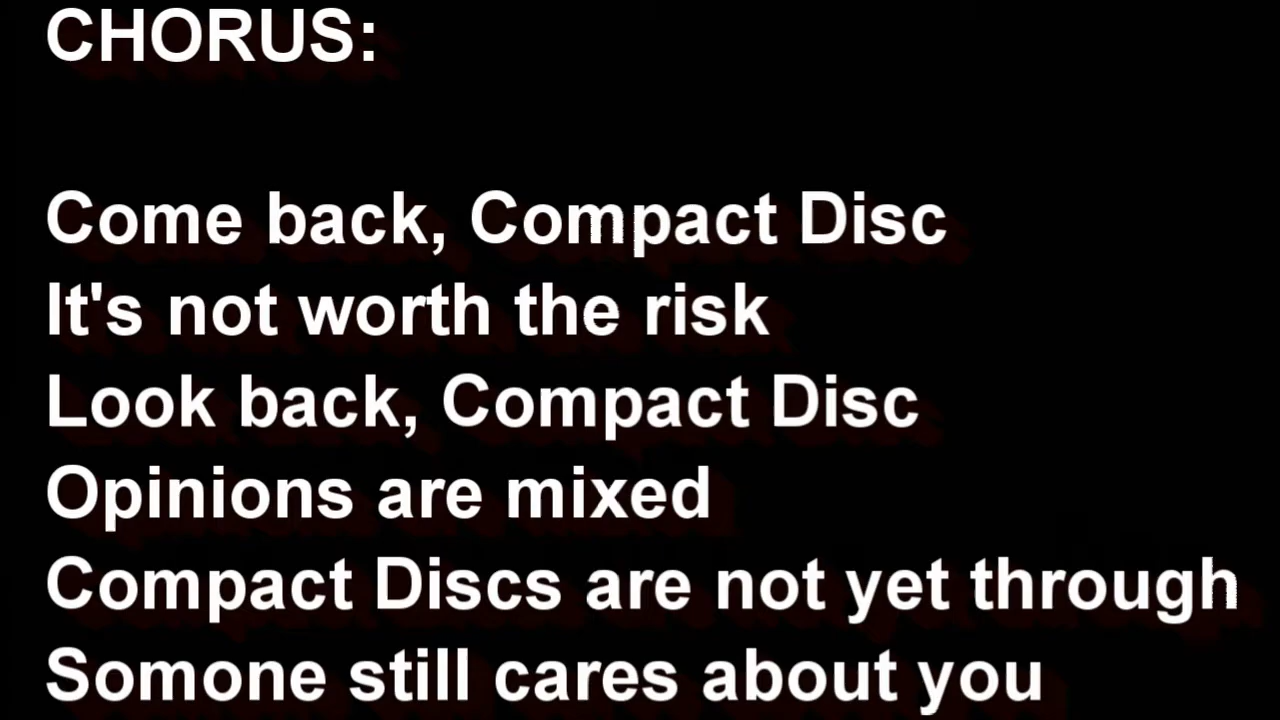 CHORUS:
Come back, Compact Disc
It's not worth the risk
Look back, Compact Disc
Opinions are mixed
Compact Discs are not yet through
Somone still cares about you